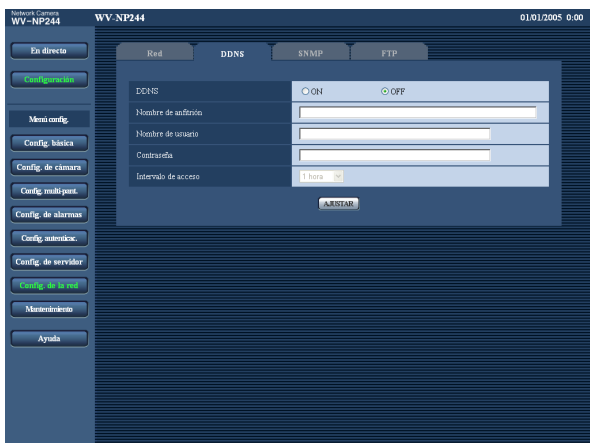 Network Camera
WV-NP244
WV-NP244
01/01/2005 0:00
En directo
Configuración
Menú config.
Config. básica
Config. de cámara
Config. multi-pant.
Config. de alarmas
Config. autenticac.
Config. de servidor
Config. de la red
Mantenimiento
Ayuda
Red
DDNS
SNMP
FTP
DDNS
ON
OFF
Nombre de anfitrión
Nombre de usuario
Contraseña
Intervalo de acceso
1 hora
AJUSTAR